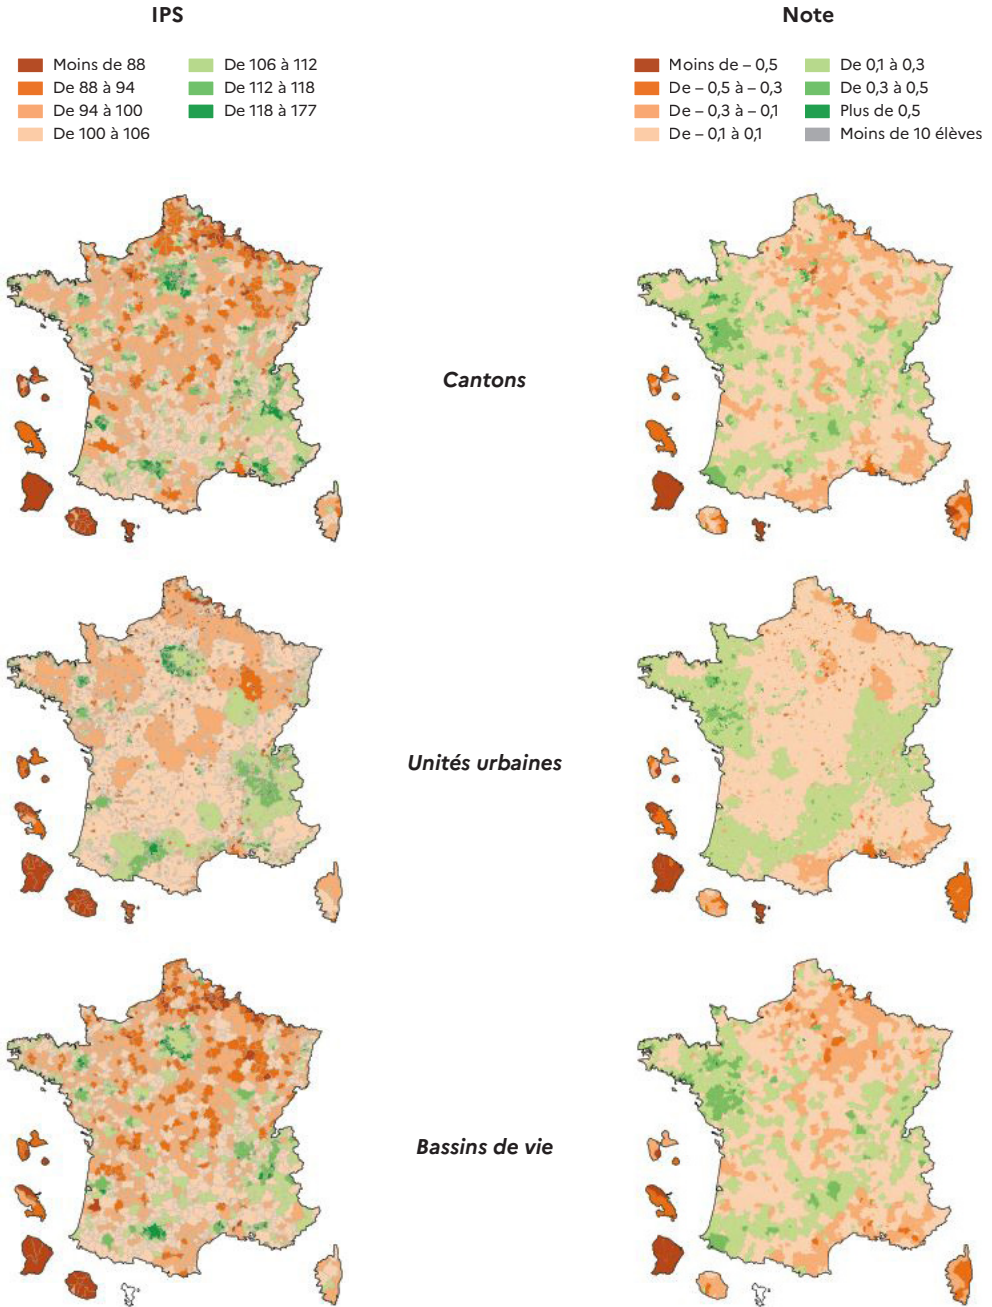 IPS
Moins de 88
De 88 à 94
De 94 à 100
De 100 à 106
De 106 à 112
De 112 à 118
De 118 à 177
Note
Moins de – 0,5
De – 0,5 à – 0,3
De – 0,3 à – 0,1
De – 0,1 à 0,1
De 0,1 à 0,3
De 0,3 à 0,5
Plus de 0,5
Moins de 10 élèves
Cantons
Unités urbaines
Bassins de vie